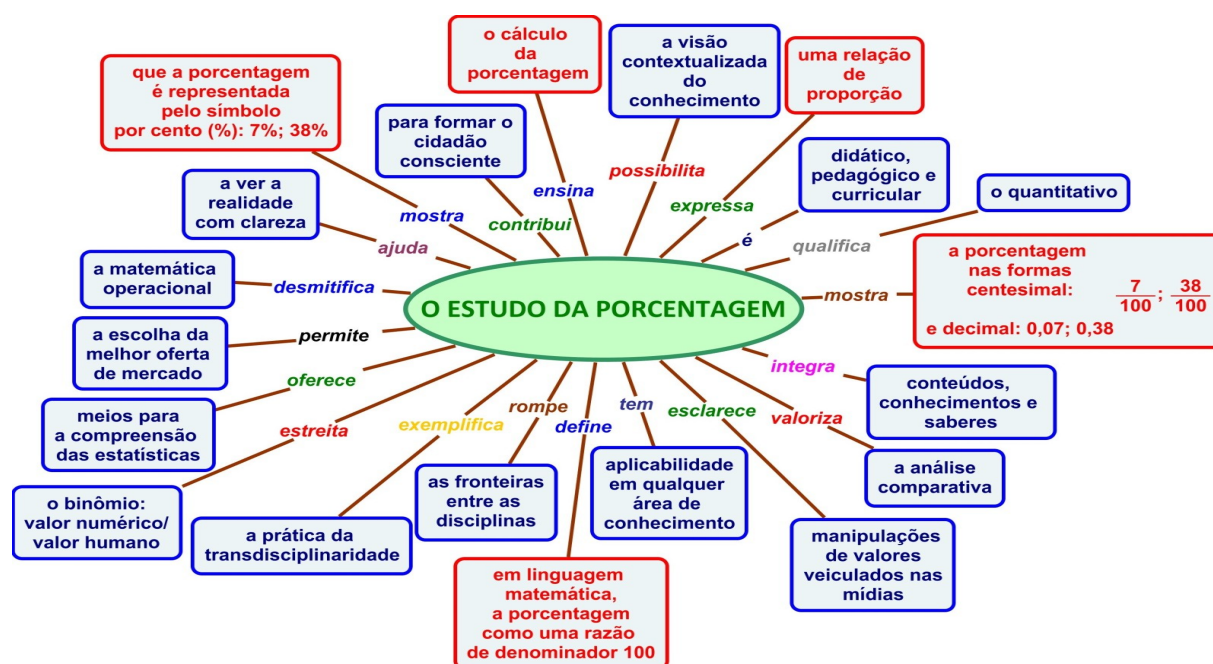 O ESTUDO DA PORCENTAGEM
mostra
que a porcentagem
é representada
pelo símbolo
por cento (%): 7%; 38%
contribui
para formar o
cidadão
consciente
ensina
o cálculo
da
porcentagem
possibilita
a visão
contextualizada
do
conhecimento
expressa
uma relação
de
proporção
é
didático,
pedagógico e
curricular
qualifica
o quantitativo
mostra
a porcentagem
nas formas
centesimal: 7/100 ; 38/100
e decimal: 0,07; 0,38
integra
conteúdos,
conhecimentos e
saberes
valoriza
a análise
comparativa
esclarece
manipulações
de valores
veiculados nas
mídias
tem
aplicabilidade
em qualquer
área de
conhecimento
define
em linguagem
matemática,
a porcentagem
como uma razão
de denominador 100
rompe
as fronteiras
entre as
disciplinas
exemplifica
a prática da
transdisciplinaridade
estreita
o binômio:
valor numérico/
valor humano
oferece
meios para
a compreensão
das estatísticas
permite
a escolha da
melhor oferta
de mercado
desmitifica
a matemática
operacional
ajuda
a ver a
realidade
com clareza